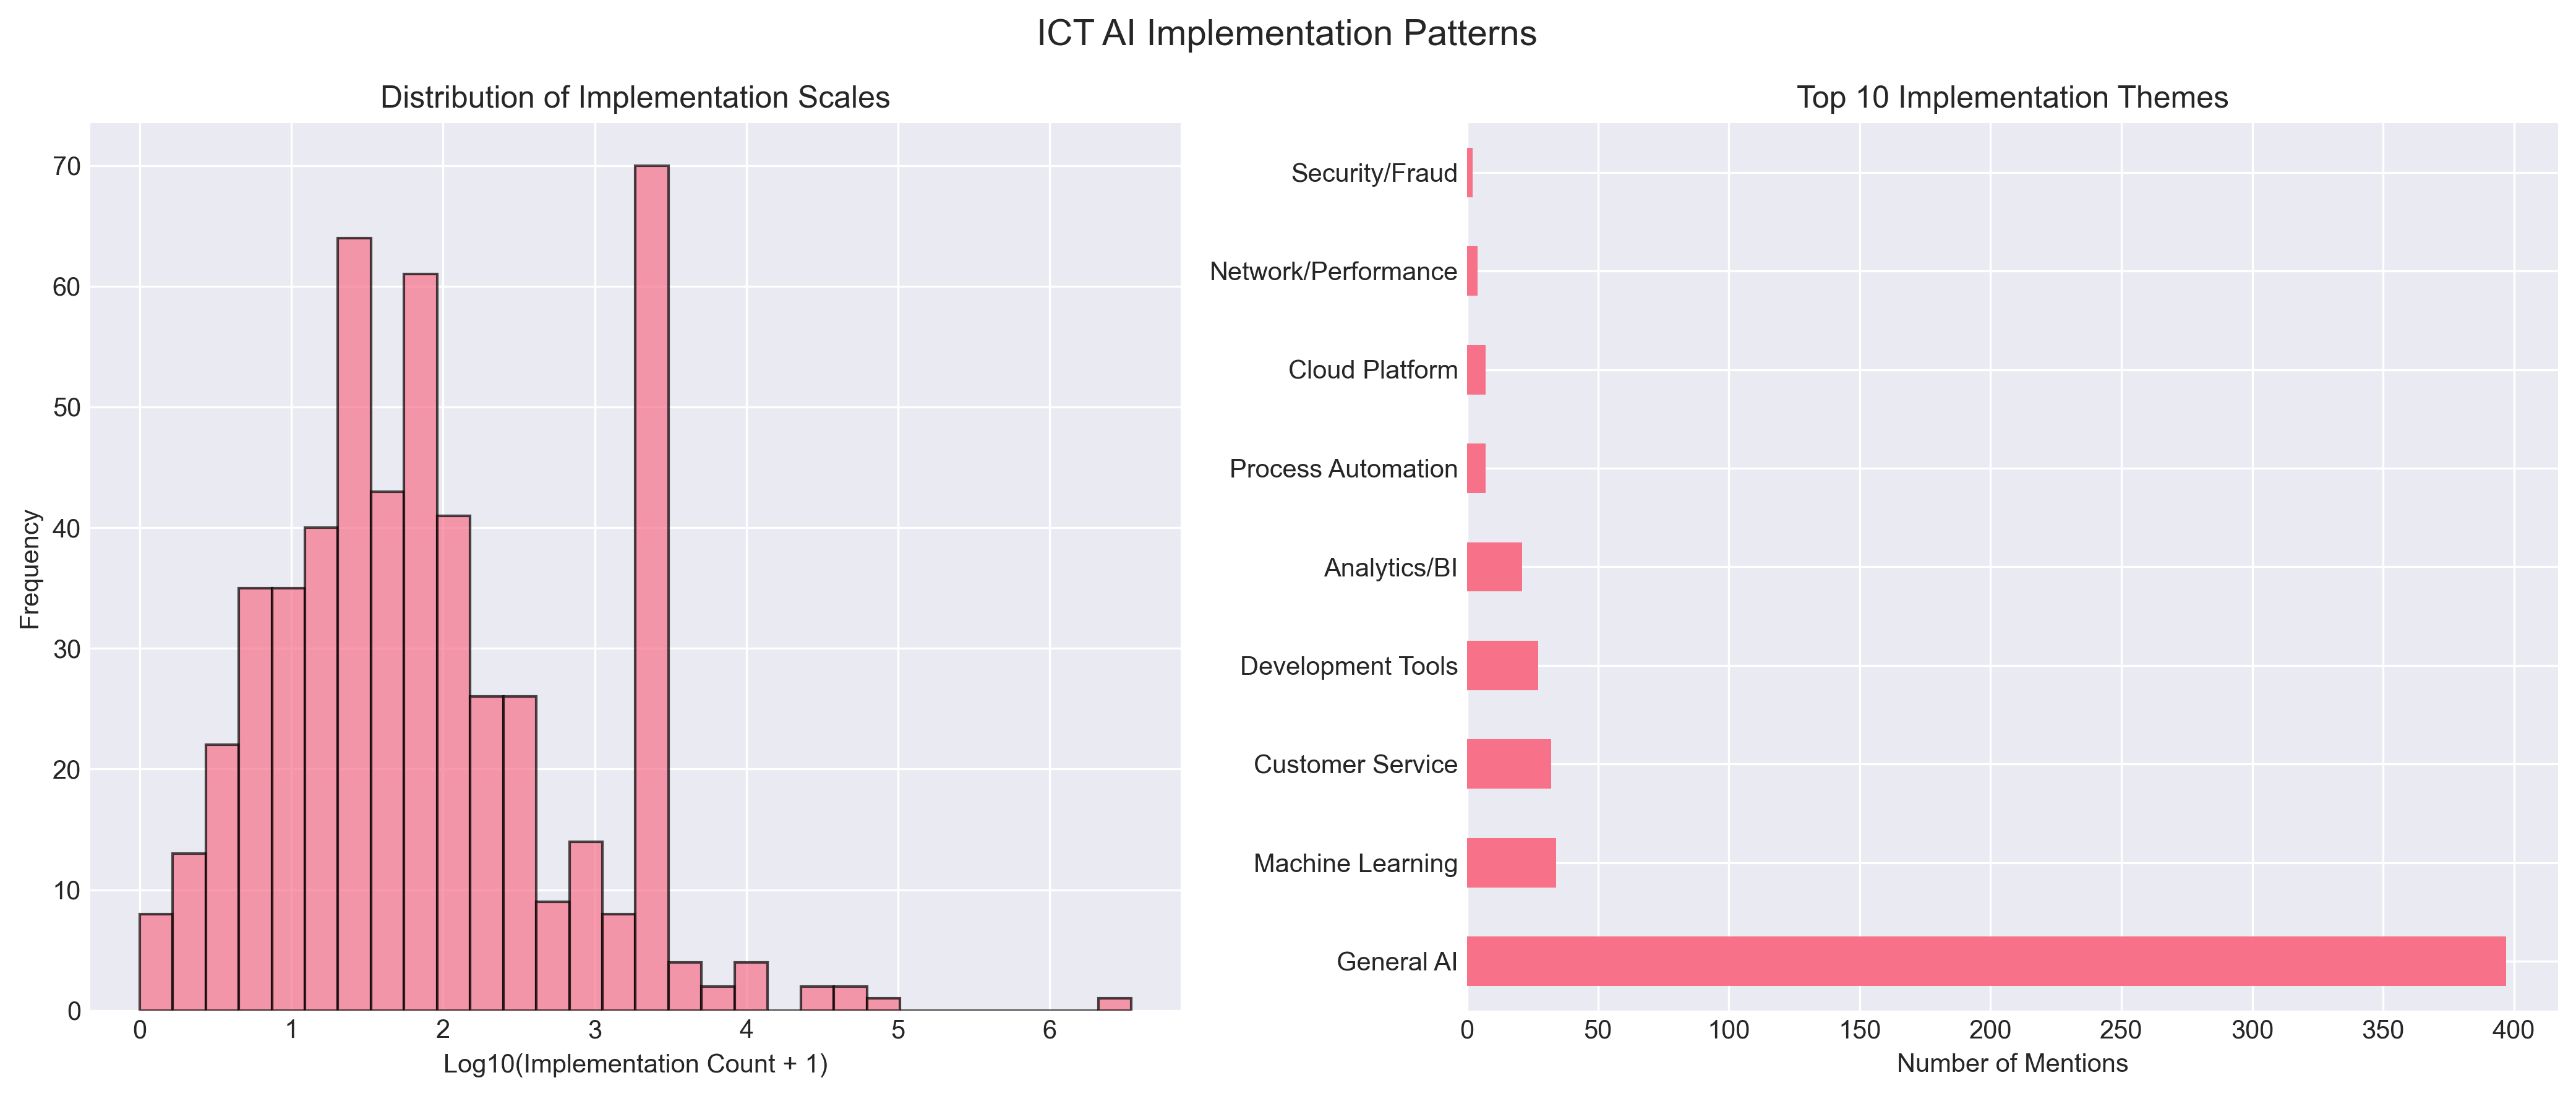 ICT AI Implementation Patterns
Distribution of Implementation Scales
Frequency
70
60
50
40
30
20
10
0
0 1 2 3 4 5 6
Log10(Implementation Count + 1)
Top 10 Implementation Themes
Security/Fraud
Network/Performance
Cloud Platform
Process Automation
Analytics/BI
Development Tools
Customer Service
Machine Learning
General AI
0 50 100 150 200 250 300 350 400
Number of Mentions